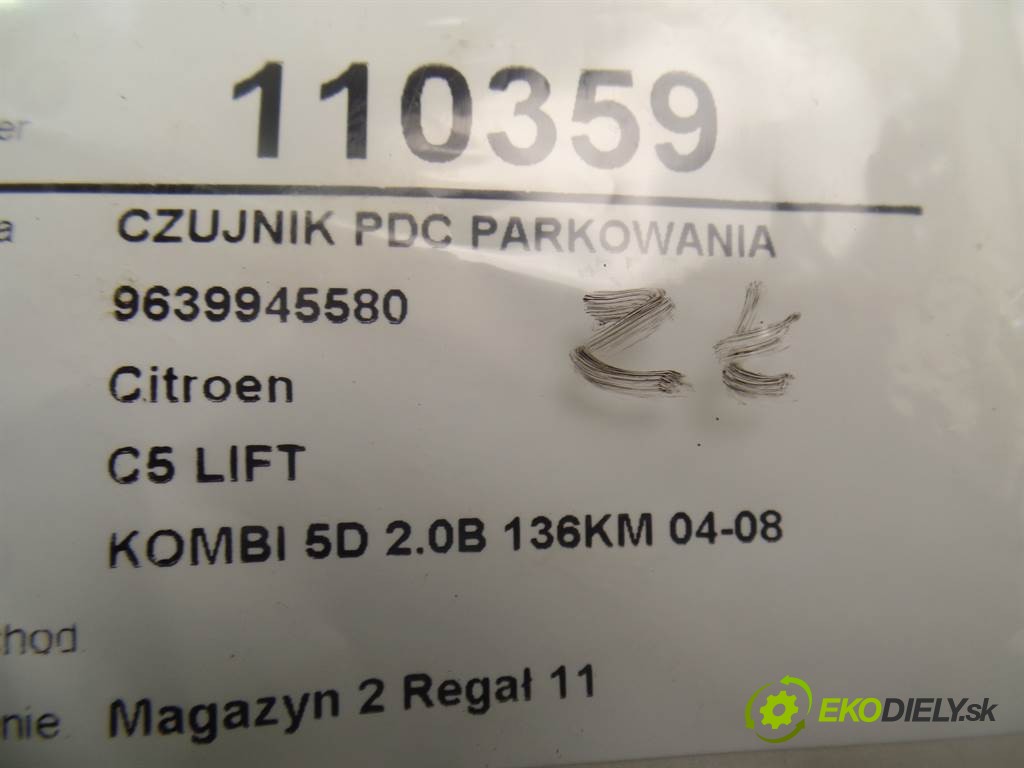 110359
er
a CZUJNIK PDC PARKOWANIA
9639945580
Citroen
C5 LIFT
KOMBI 5D 2.0B 136KM 04-08
chod.
nie. Magazyn 2 Regał 11
EKODIELY.sk